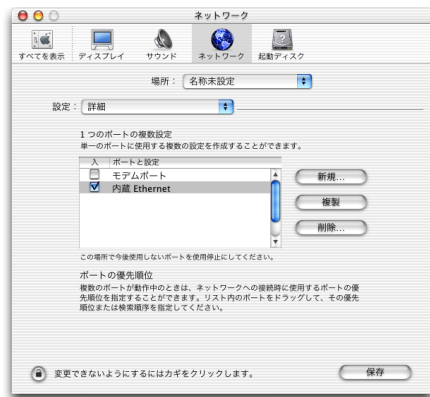 ネットワーク
すべてを表示 ディスプレイ サウンド ネットワーク 起動ディスク
場所： 名称未設定
設定： 詳細
1 つのポートの複数設定
単一のポートに使用する複数の設定を作成することができます。
入 ポートと設定
モデムポート
内蔵 Ethernet
新規...
複製
削除...
この場所で今後使用しないポートを使用停止にしてください。
ポートの優先順位
複数のポートが動作中のときは、ネットワークへの接続時に使用するポートの優
先順位を指定することができます。リスト内のポートをドラッグして、その優先
順位または検索順序を指定してください。
変更できないようにするにはカギをクリックします。
保存